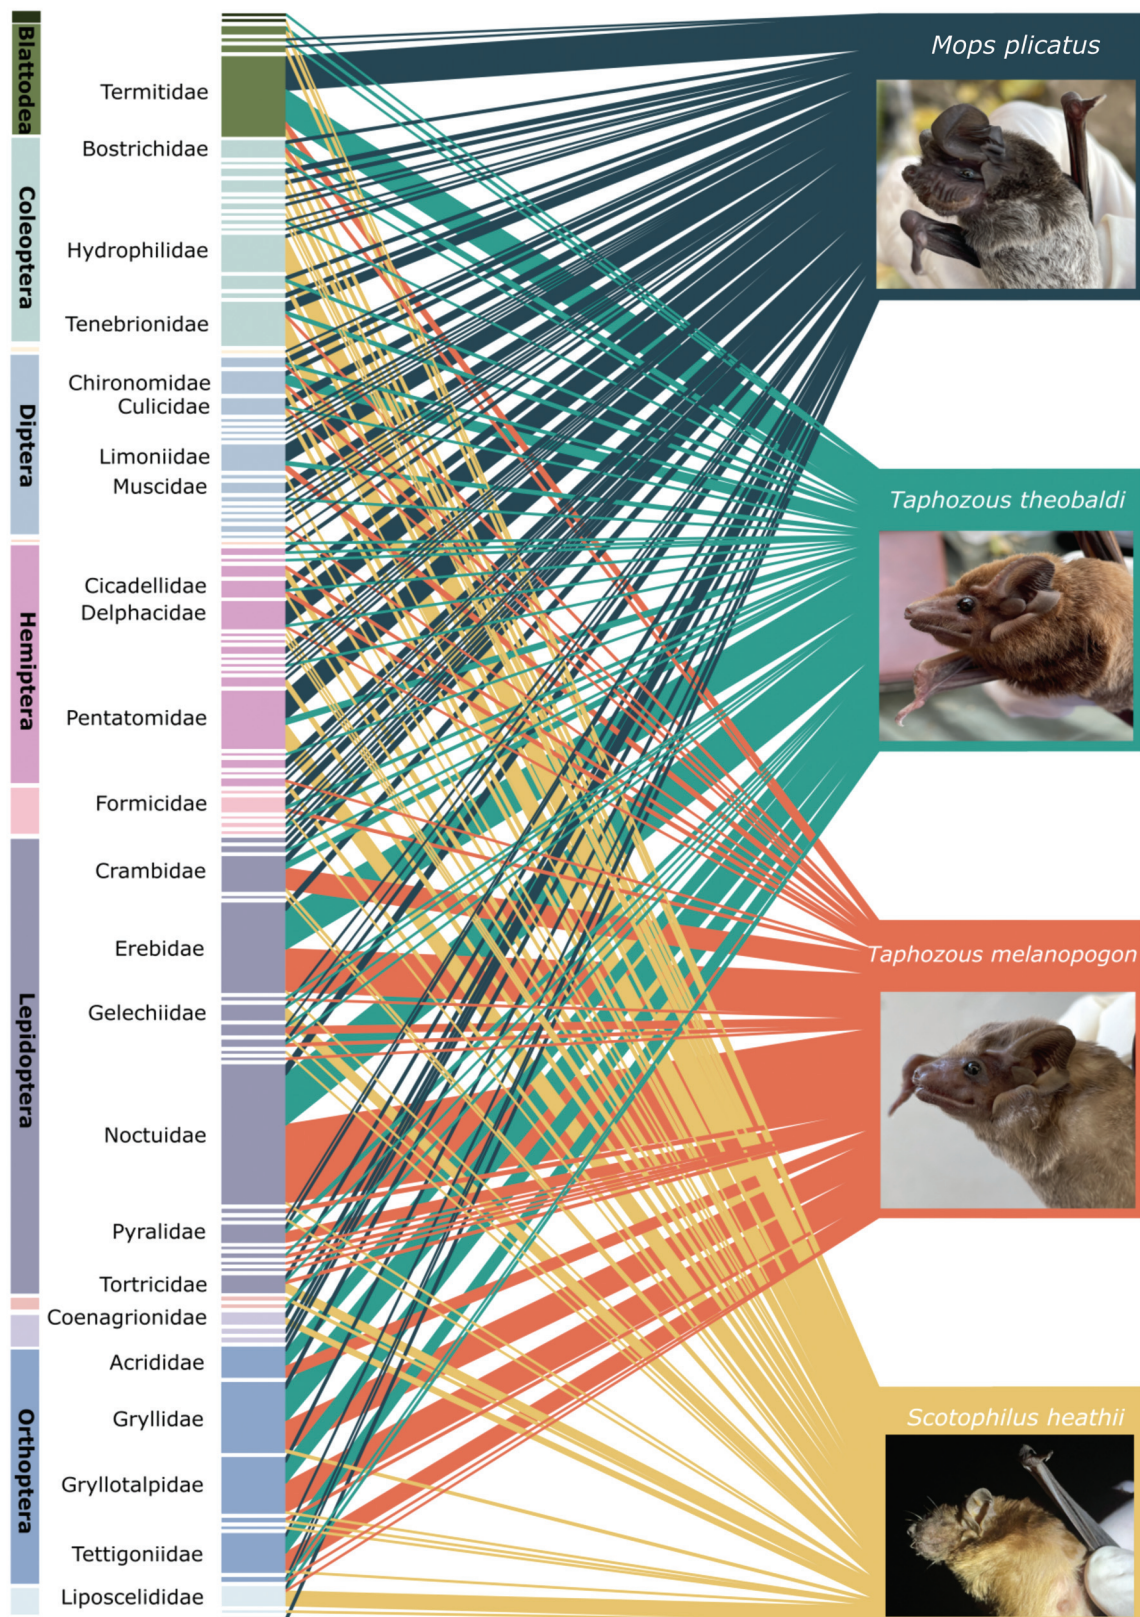 Blattodea
Coleoptera
Diptera
Hemiptera
Lepidoptera
Orthoptera
Termitidae
Bostrichidae
Hydrophilidae
Tenebrionidae
Chironomidae
Culicidae
Limoniidae
Muscidae
Cicadellidae
Delphacidae
Pentatomidae
Formicidae
Crambidae
Erebidae
Gelechiidae
Noctuidae
Pyralidae
Tortricidae
Coenagrionidae
Acrididae
Gryllidae
Gryllotalpidae
Tettigoniidae
Liposcelididae
Mops plicatus
Taphozous theobaldi
Taphozous melanopogon
Scotophilus heathii